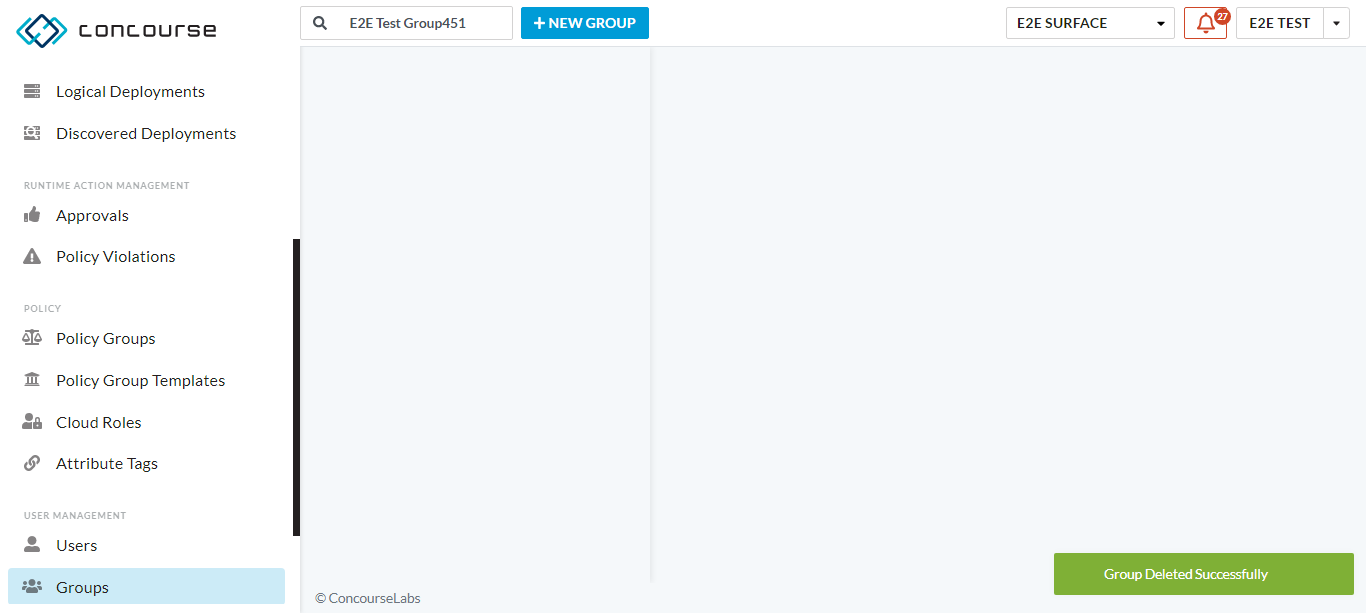 concourse
E2E Test Group451
+ NEW GROUP
E2E SURFACE
27
E2E TEST
Logical Deployments
Discovered Deployments
RUNTIME ACTION MANAGEMENT
Approvals
Policy Violations
POLICY
Policy Groups
Policy Group Templates
Cloud Roles
Attribute Tags
USER MANAGEMENT
Users
Groups
© ConcourseLabs
Group Deleted Successfully